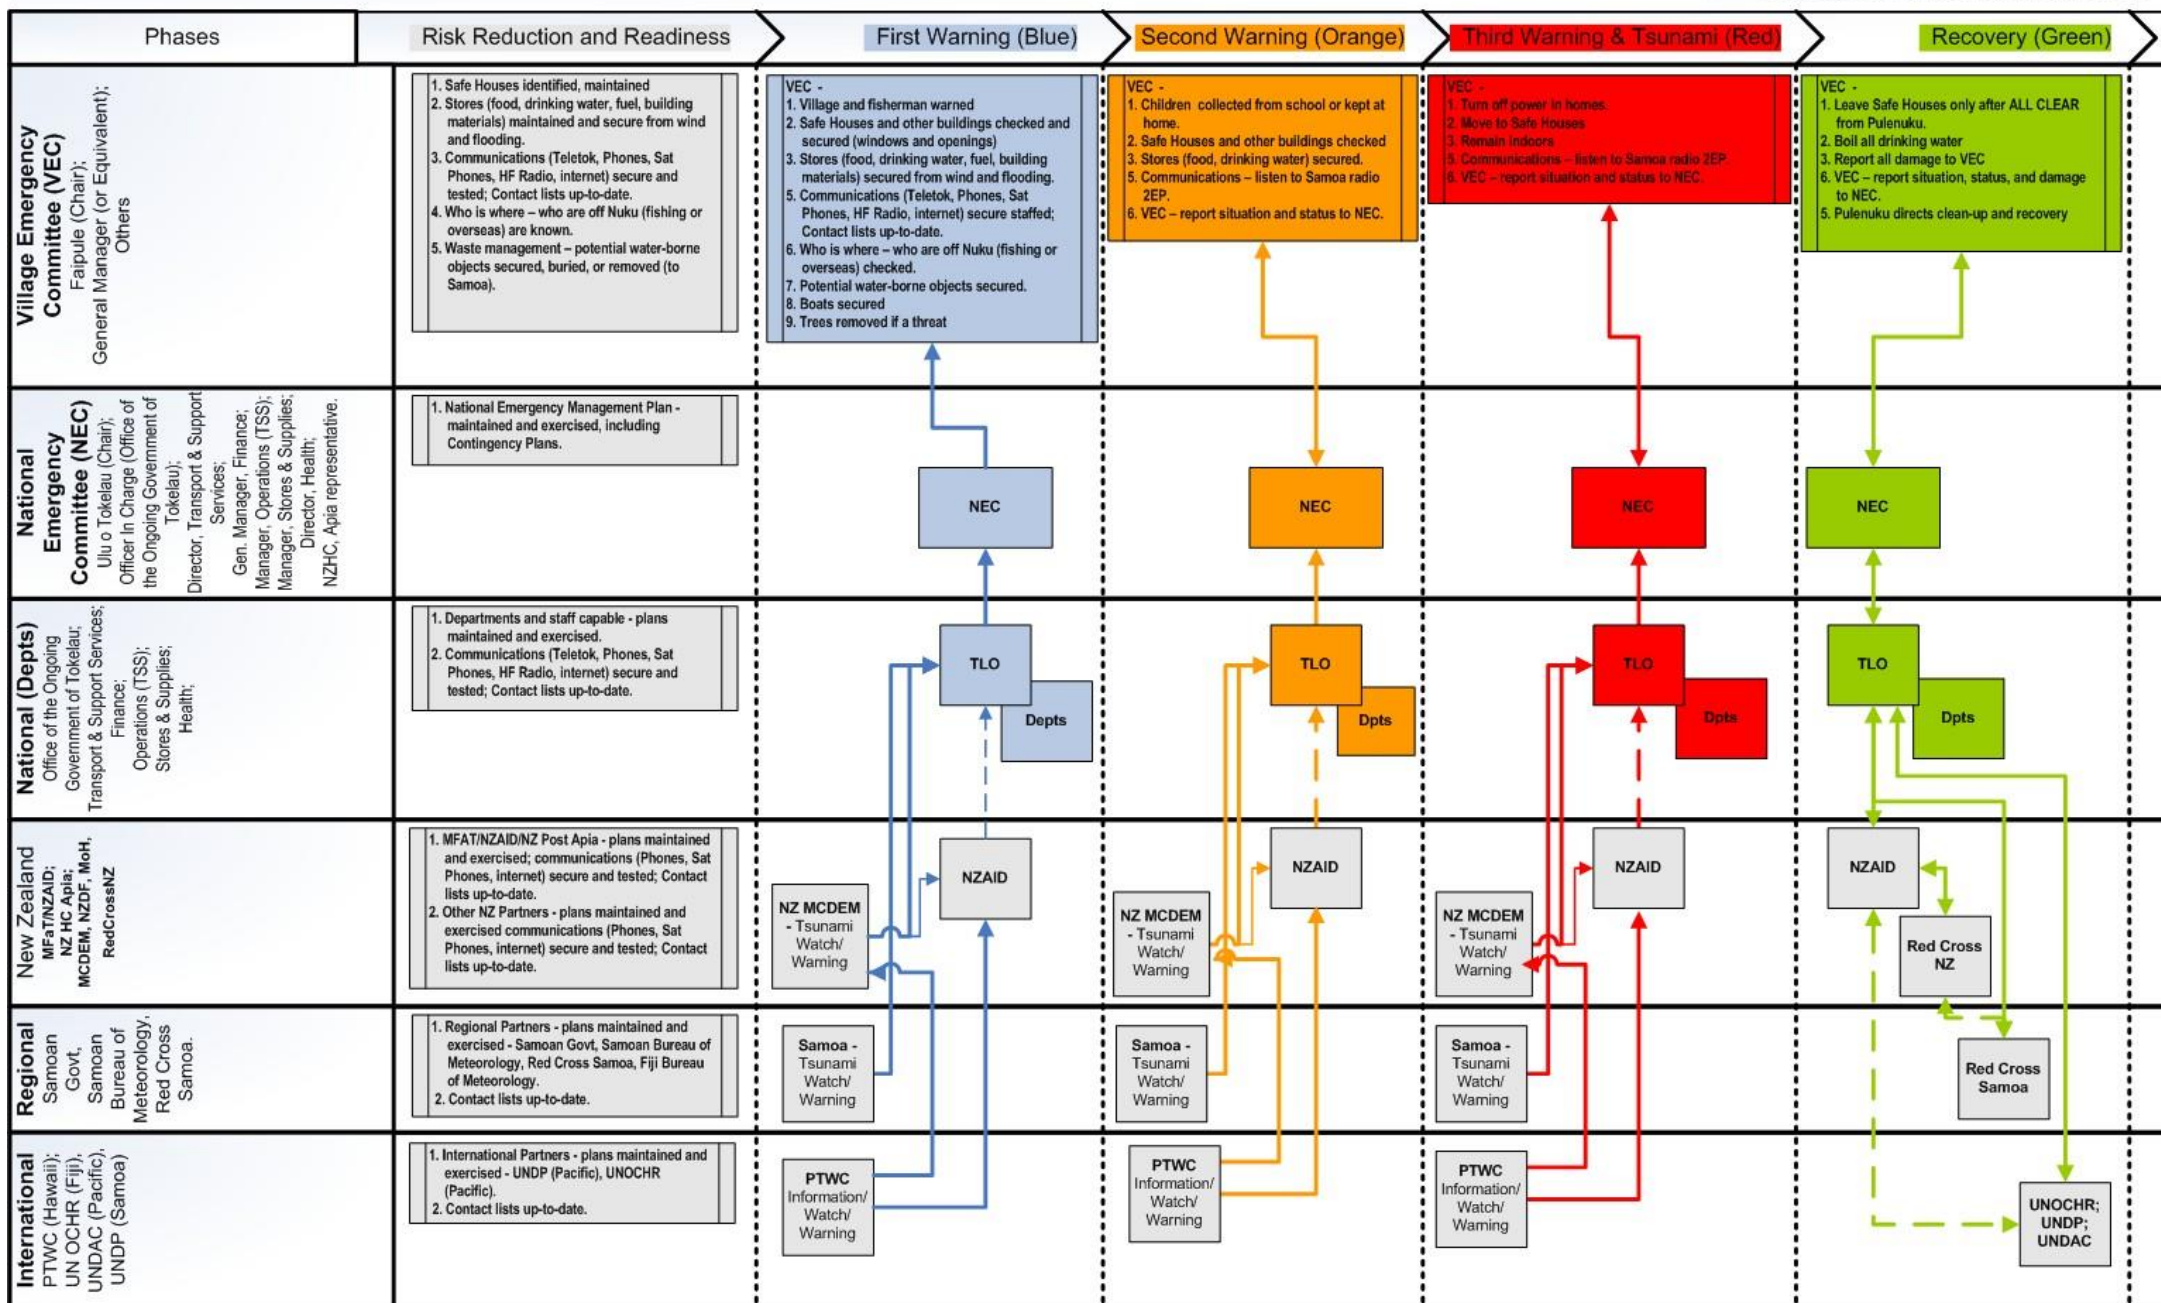 Phases
Risk Reduction and Readiness
First Warning (Blue)
Second Warning (Orange)
Third Warning & Tsunami (Red)
Recovery (Green)
Village Emergency
Committee (VEC)
Faipule (Chair);
General Manager (or Equivalent);
Others
1. Safe Houses identified, maintained
2. Stores (food, drinking water, fuel, building
materials) maintained and secure from wind
and flooding.
3. Communications (Teletok, Phones, Sat
Phones, HF Radio, internet) secure and
tested; Contact lists up-to-date.
4. Who is where – who are off Nuku (fishing or
overseas) are known.
5. Waste management – potential water-borne
objects secured, buried, or removed (to
Samoa).
VEC -
1. Village and fisherman warned
2. Safe Houses and other buildings checked and
secured (windows and openings)
3. Stores (food, drinking water, fuel, building
materials) secured from wind and flooding.
5. Communications (Teletok, Phones, Sat
Phones, HF Radio, internet) secure staffed;
Contact lists up-to-date.
6. Who is where – who are off Nuku (fishing or
overseas) checked.
7. Potential water-borne objects secured.
8. Boats secured
9. Trees removed if a threat
VEC -
1. Children collected from school or kept at
home.
2. Safe Houses and other buildings checked
3. Stores (food, drinking water) secured.
5. Communications – listen to Samoa radio
2EP.
6. VEC – report situation and status to NEC.
VEC -
1. Turn off power in homes.
2. Move to Safe Houses
3. Remain indoors
5. Communications – listen to Samoa radio 2EP.
6. VEC – report situation and status to NEC.
VEC -
1. Leave Safe Houses only after ALL CLEAR
from Pulenuku.
2. Boil all drinking water
3. Report all damage to VEC
6. VEC – report situation, status, and damage
to NEC.
5. Pulenuku directs clean-up and recovery
National
Emergency
Committee (NEC)
Ulu o Tokelau (Chair);
Officer In Charge (Office of
the Ongoing Government of
Tokelau);
Director, Transport & Support
Services;
Gen. Manager, Finance;
Manager, Operations (TSS);
Manager, Stores & Supplies;
Director, Health;
NZHC, Apia representative.
1. National Emergency Management Plan -
maintained and exercised, including
Contingency Plans.
NEC
NEC
NEC
NEC
National (Depts)
Office of the Ongoing
Government of Tokelau;
Transport & Support Services;
Finance;
Operations (TSS);
Stores & Supplies;
Health;
1. Departments and staff capable - plans
maintained and exercised.
2. Communications (Teletok, Phones, Sat
Phones, HF Radio, internet) secure and
tested; Contact lists up-to-date.
TLO
Depts
TLO
Dpts
TLO
Dpts
TLO
Dpts
New Zealand
MFaT/NZAID;
NZ HC Apia;
MCDEM, NZDF, MoH,
RedCrossNZ
1. MFAT/NZAID/NZ Post Apia - plans maintained
and exercised; communications (Phones, Sat
Phones, internet) secure and tested; Contact
lists up-to-date.
2. Other NZ Partners - plans maintained and
exercised communications (Phones, Sat
Phones, internet) secure and tested; Contact
lists up-to-date.
NZ MCDEM
- Tsunami
Watch/
Warning
NZAID
NZ MCDEM
- Tsunami
Watch/
Warning
NZAID
NZ MCDEM
- Tsunami
Watch/
Warning
NZAID
NZAID
Red Cross
NZ
Regional
Samoan
Govt,
Samoan
Bureau of
Meteorology,
Red Cross
Samoa.
1. Regional Partners - plans maintained and
exercised - Samoan Govt, Samoan Bureau of
Meteorology, Red Cross Samoa, Fiji Bureau
of Meteorology.
2. Contact lists up-to-date.
Samoa -
Tsunami
Watch/
Warning
Samoa -
Tsunami
Watch/
Warning
Samoa -
Tsunami
Watch/
Warning
Red Cross
Samoa
International
PTWC (Hawaii);
UN OCHR (Fiji),
UNDAC (Pacific),
UNDP (Samoa)
1. International Partners - plans maintained and
exercised - UNDP (Pacific), UNOCHR
(Pacific).
2. Contact lists up-to-date.
PTWC
Information/
Watch/
Warning
PTWC
Information/
Watch/
Warning
PTWC
Information/
Watch/
Warning
UNOCHR;
UNDP;
UNDAC